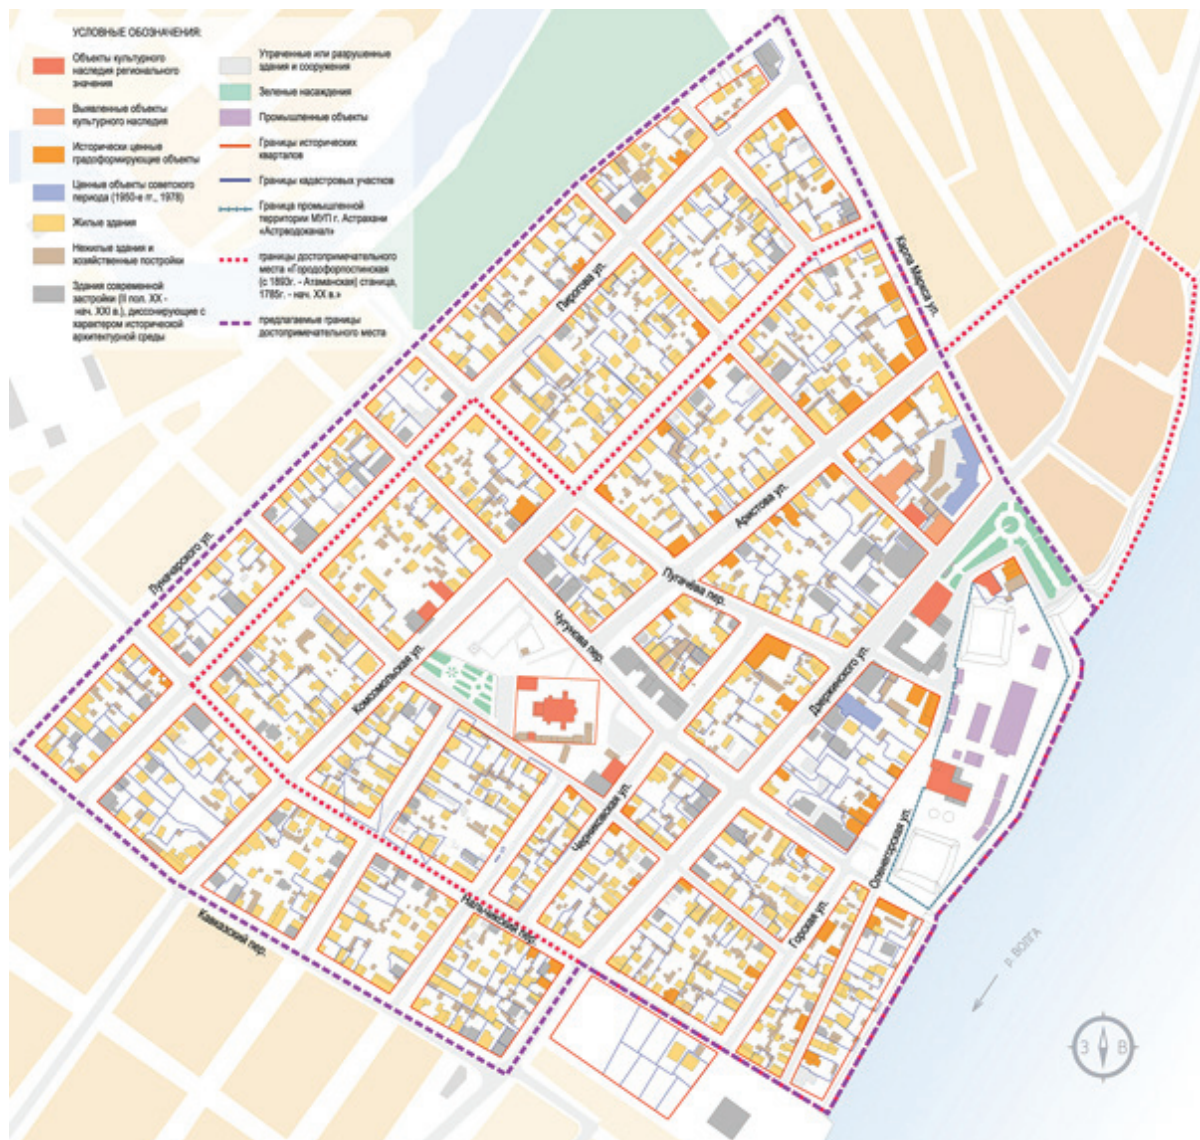 УСЛОВНЫЕ ОБОЗНАЧЕНИЯ:
Объекты культурного
наследия регионального
значения
Выявленные объекты
культурного наследия
Исторически ценные
градоформирующие объекты
Ценные объекты советского
периода (1950-е гг., 1978)
Жилые здания
Нежилые здания и
хозяйственные постройки
Здания современной
застройки (II пол. XX -
нач. XXI в.), диссонирующие с
характером исторической
архитектурной среды
Утраченные или разрушенные
здания и сооружения
Зеленые насаждения
Промышленные объекты
Границы исторических
кварталов
Границы кадастровых участков
Граница промышленной
территории МУП г. Астрахани
«Астрводоканал»
границы достопримечательного
места «Городофорпостинская
(с 1893г. - Атаманская) станица,
1785г. - нач. XX в.»
предлагаемые границы
достопримечательного места
Карла Маркса ул.
Пирогова ул.
Аристова ул.
Луначарского ул.
Пугачёва пер.
Чугунова пер.
Комсомольская ул.
Дзержинского ул.
Черниковская ул.
Оленегорская ул.
Нальчикский пер.
Горская ул.
Кавказский пер.
р. ВОЛГА
З В